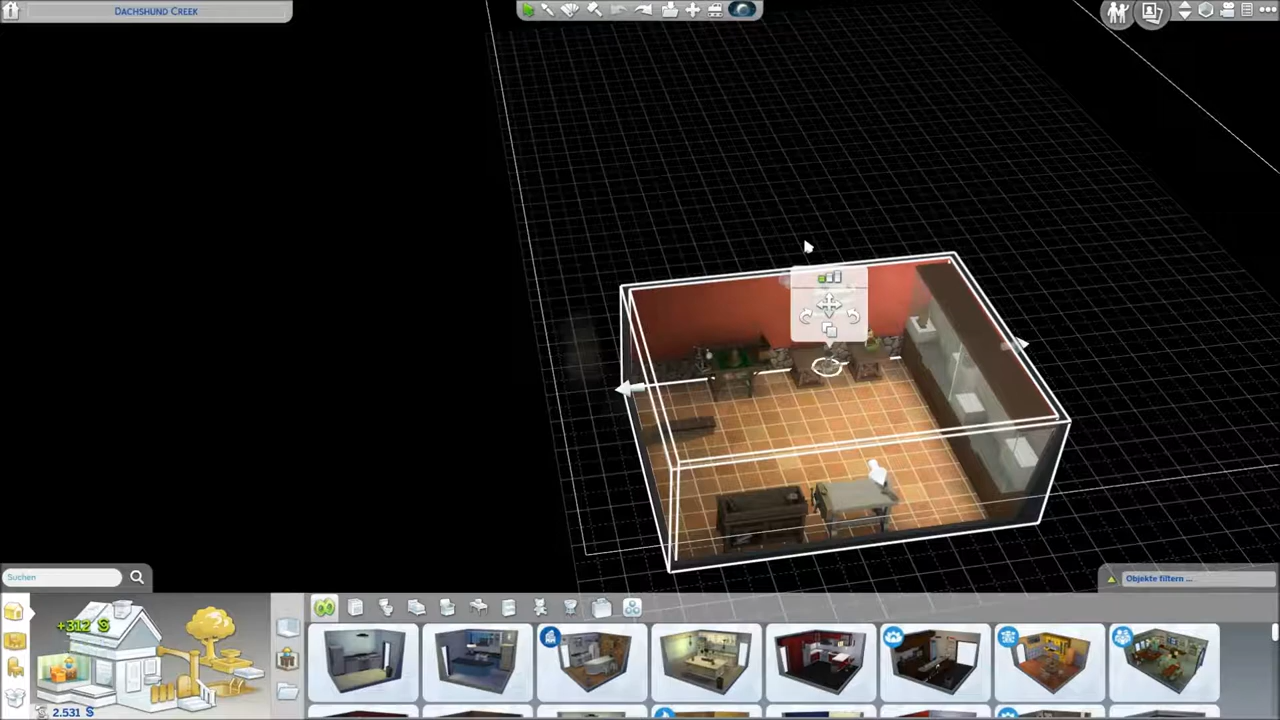 DACHSHUND CREEK
Suchen
Objekte filtern ...
+312 $
2.531 $